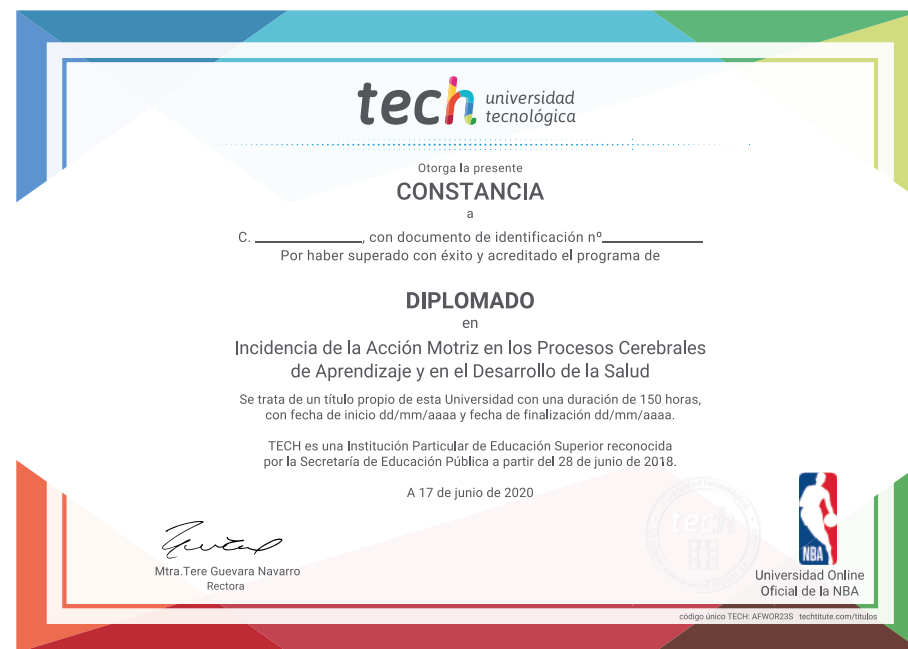 tech universidad
tecnológica
Otorga la presente
CONSTANCIA
a
C. ____________, con documento de identificación nº____________
Por haber superado con éxito y acreditado el programa de
DIPLOMADO
en
Incidencia de la Acción Motriz en los Procesos Cerebrales
de Aprendizaje y en el Desarrollo de la Salud
Se trata de un título propio de esta Universidad con una duración de 150 horas,
con fecha de inicio dd/mm/aaaa y fecha de finalización dd/mm/aaaa.
TECH es una Institución Particular de Educación Superior reconocida
por la Secretaría de Educación Pública a partir del 28 de junio de 2018.
A 17 de junio de 2020
tech
NBA
Mtra.Tere Guevara Navarro
Rectora
Universidad Online
Oficial de la NBA
código único TECH: AFWOR23S techtitute.com/titulos